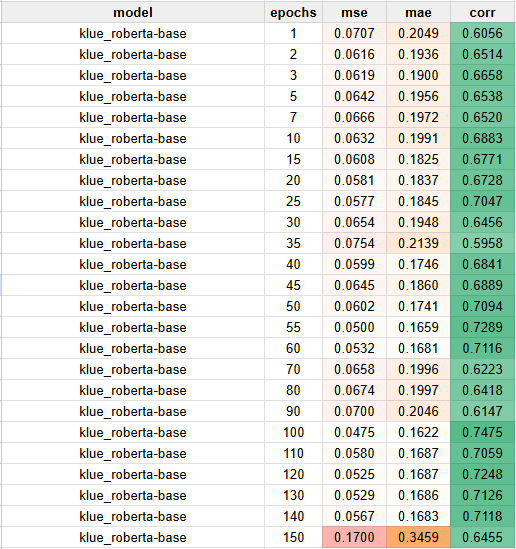 model epochs mse mae corr
klue_roberta-base 1 0.0707 0.2049 0.6056
klue_roberta-base 2 0.0616 0.1936 0.6514
klue_roberta-base 3 0.0619 0.1900 0.6658
klue_roberta-base 5 0.0642 0.1956 0.6538
klue_roberta-base 7 0.0666 0.1972 0.6520
klue_roberta-base 10 0.0632 0.1991 0.6883
klue_roberta-base 15 0.0608 0.1825 0.6771
klue_roberta-base 20 0.0581 0.1837 0.6728
klue_roberta-base 25 0.0577 0.1845 0.7047
klue_roberta-base 30 0.0654 0.1948 0.6456
klue_roberta-base 35 0.0754 0.2139 0.5958
klue_roberta-base 40 0.0599 0.1746 0.6841
klue_roberta-base 45 0.0645 0.1860 0.6889
klue_roberta-base 50 0.0602 0.1741 0.7094
klue_roberta-base 55 0.0500 0.1659 0.7289
klue_roberta-base 60 0.0532 0.1681 0.7116
klue_roberta-base 70 0.0658 0.1996 0.6223
klue_roberta-base 80 0.0674 0.1997 0.6418
klue_roberta-base 90 0.0700 0.2046 0.6147
klue_roberta-base 100 0.0475 0.1622 0.7475
klue_roberta-base 110 0.0580 0.1687 0.7059
klue_roberta-base 120 0.0525 0.1687 0.7248
klue_roberta-base 130 0.0529 0.1686 0.7126
klue_roberta-base 140 0.0567 0.1683 0.7118
klue_roberta-base 150 0.1700 0.3459 0.6455